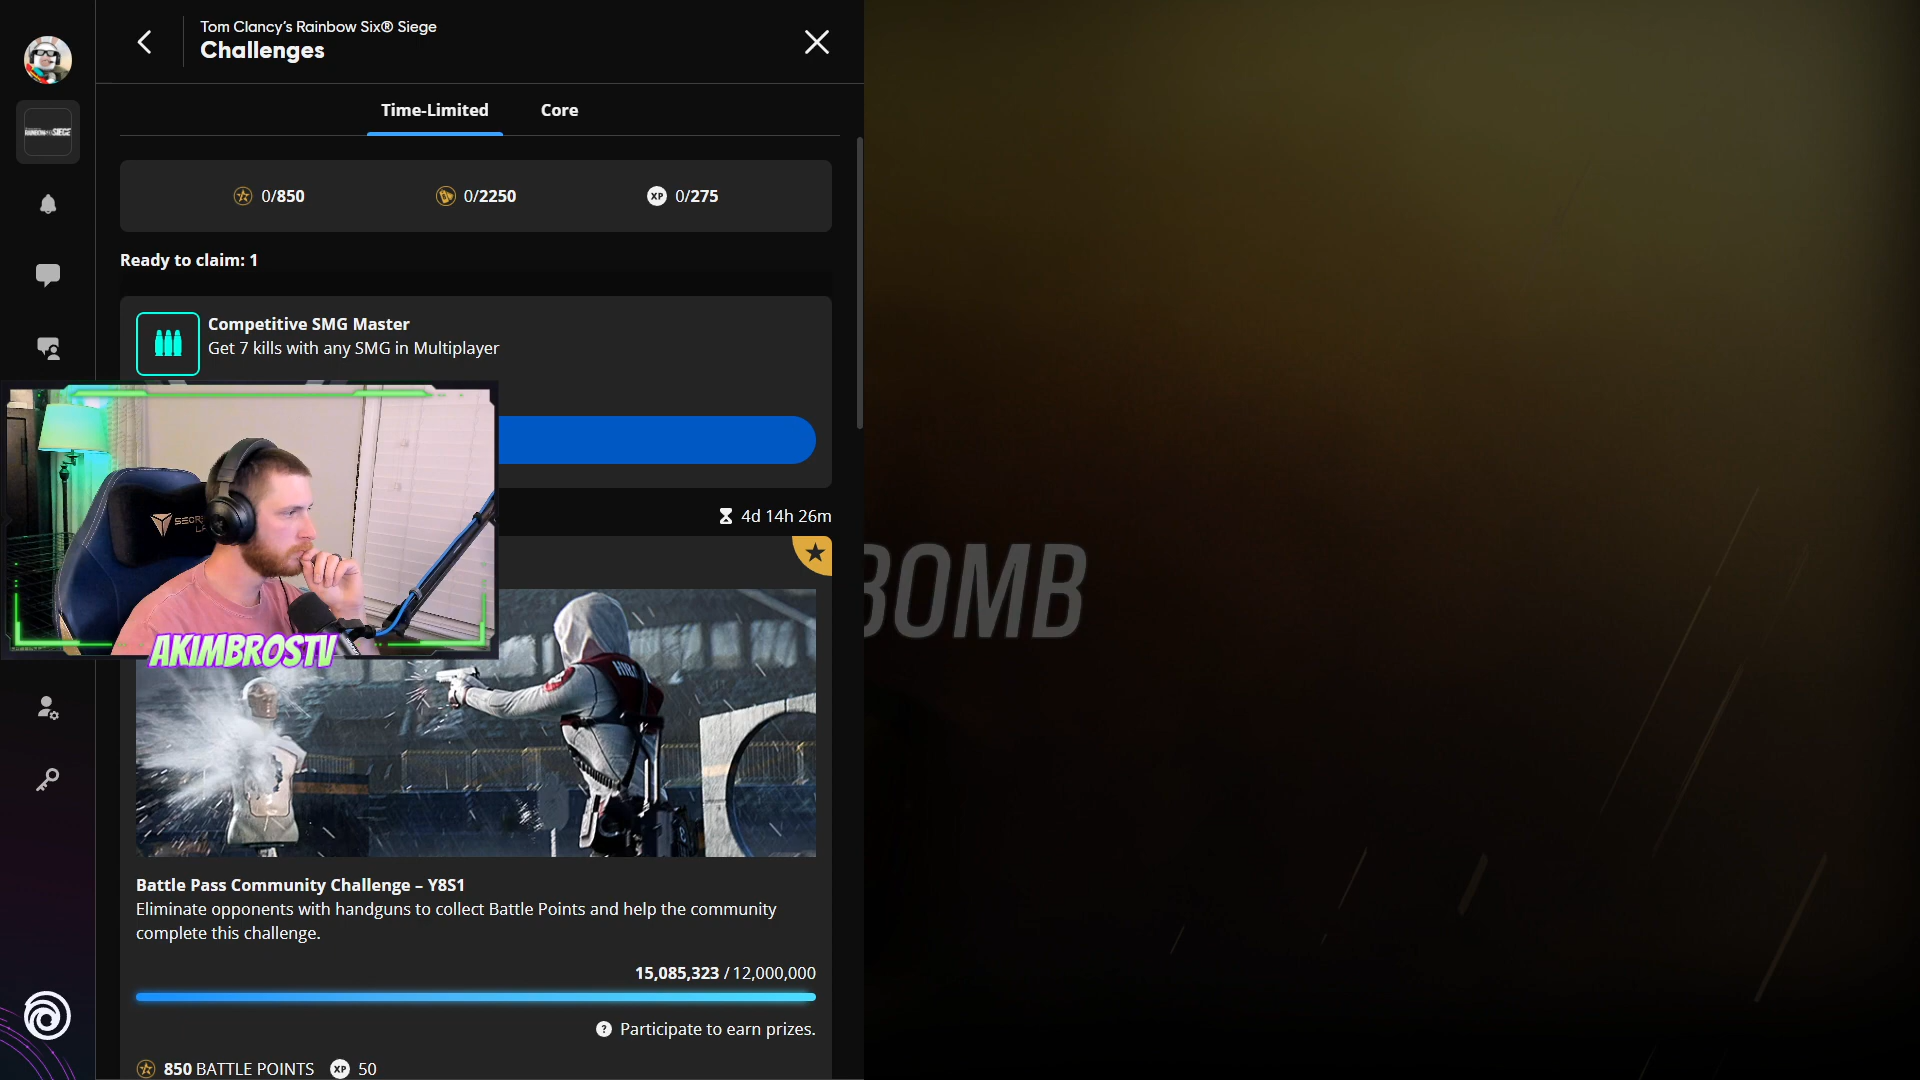 Tom Clancy's Rainbow Six® Siege
Challenges
Time-Limited
Core
0/850
0/2250
XP 0/275
Ready to claim: 1
Competitive SMG Master
Get 7 kills with any SMG in Multiplayer
4d 14h 26m
AKIMBROSTV
BOMB
Battle Pass Community Challenge – Y8S1
Eliminate opponents with handguns to collect Battle Points and help the community
complete this challenge.
15,085,323 / 12,000,000
? Participate to earn prizes.
850 BATTLE POINTS XP 50